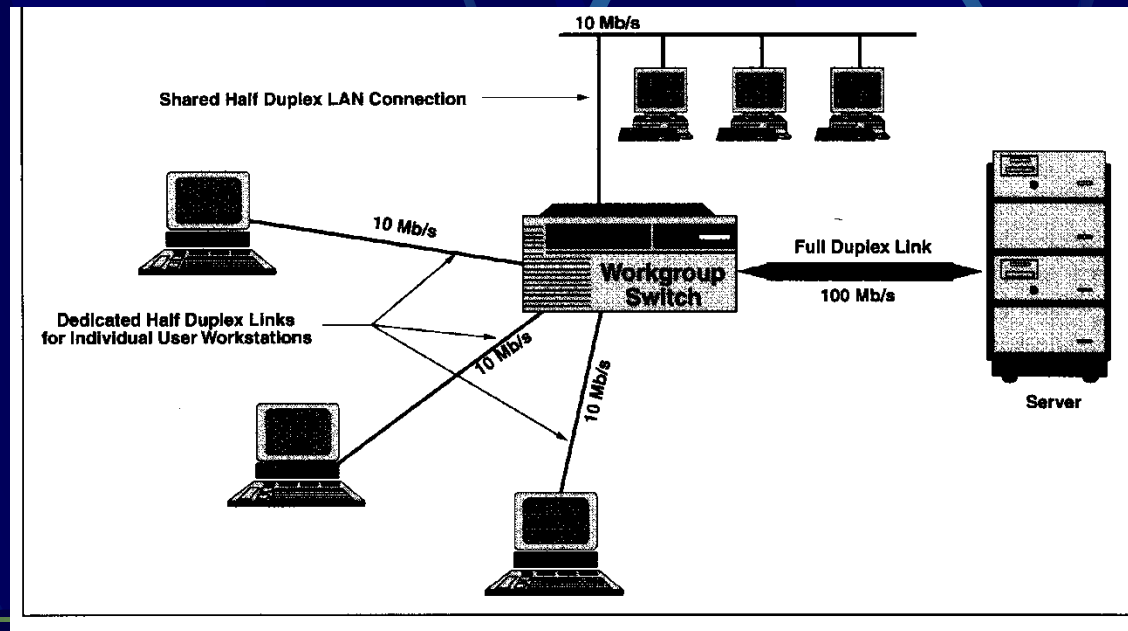 10 Mb/s
Shared Half Duplex LAN Connection
10 Mb/s
Workgroup
Switch
Full Duplex Link
100 Mb/s
Dedicated Half Duplex Links
for Individual User Workstations
10 Mb/s
10 Mb/s
Server